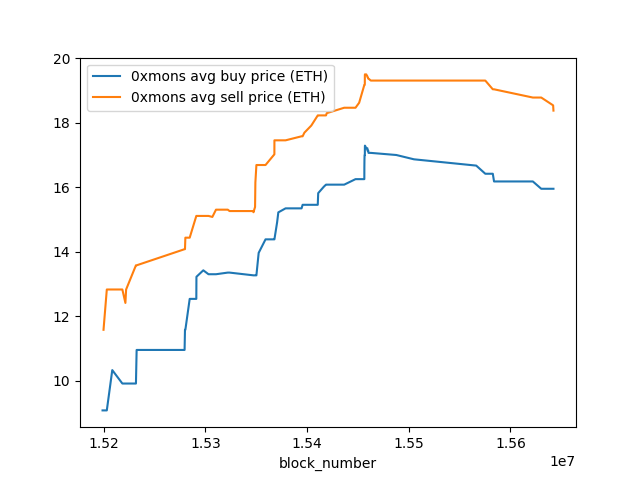 20
18
16
14
12
10
0xmons avg buy price (ETH)
0xmons avg sell price (ETH)
1.52 1.53 1.54 1.55 1.56
1e7
block_number